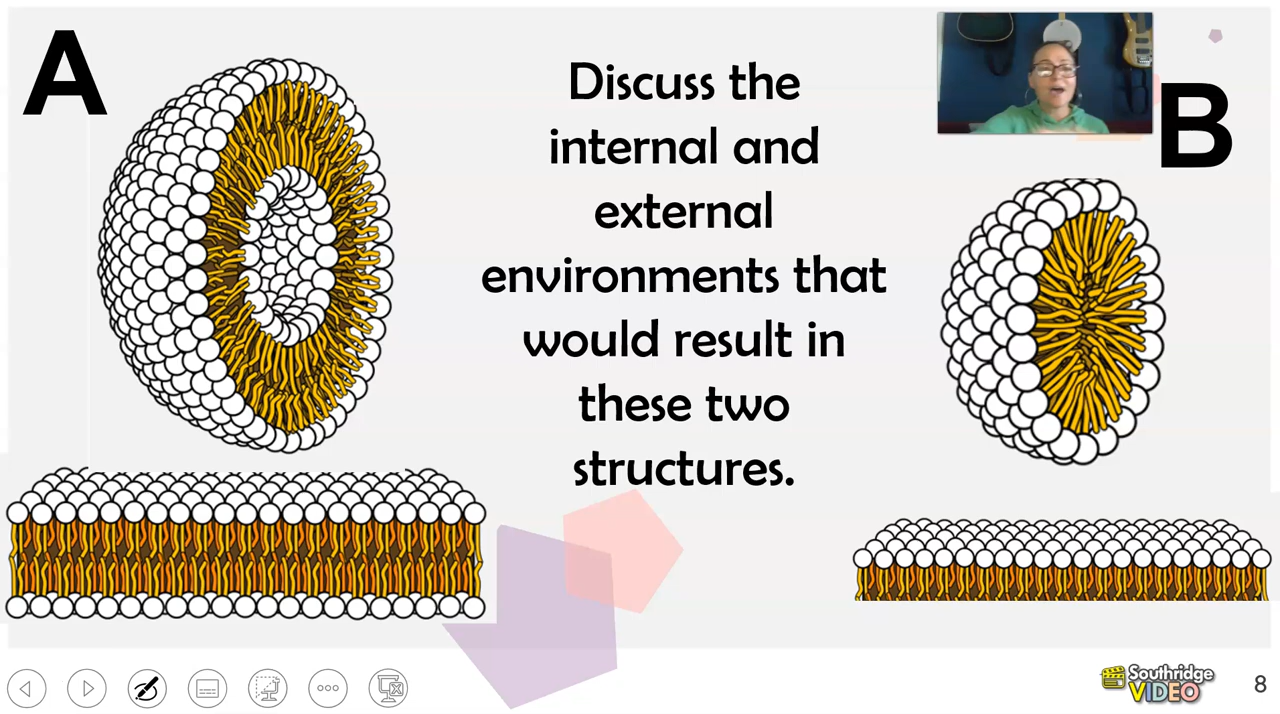 A
Discuss the
internal and
external
environments that
would result in
these two
structures.
B
Southridge
VIDEO
8